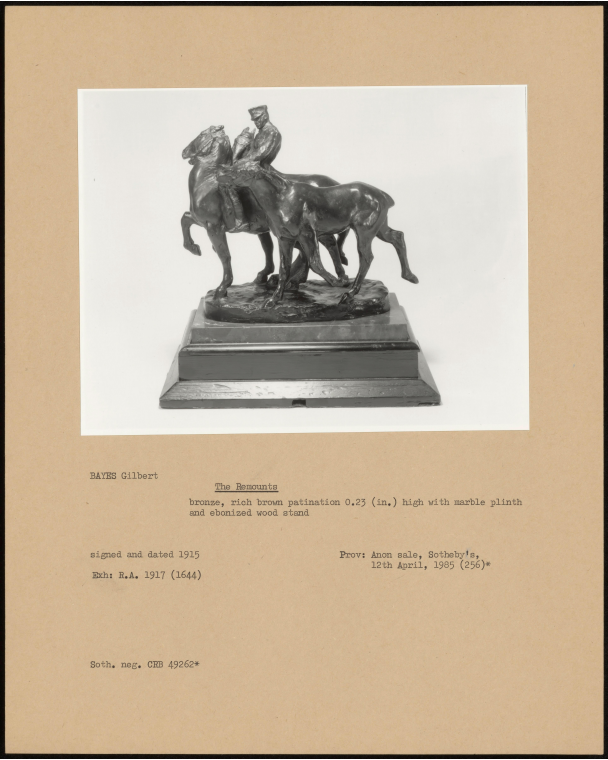 BAYES Gilbert
The Remounts
bronze, rich brown patination 0.23 (in.) high with marble plinth
and ebonized wood stand
signed and dated 1915
Exh: R.A. 1917 (1644)
Prov: Anon sale, Sotheby's,
12th April, 1985 (256)*
Soth. neg. CRB 49262*